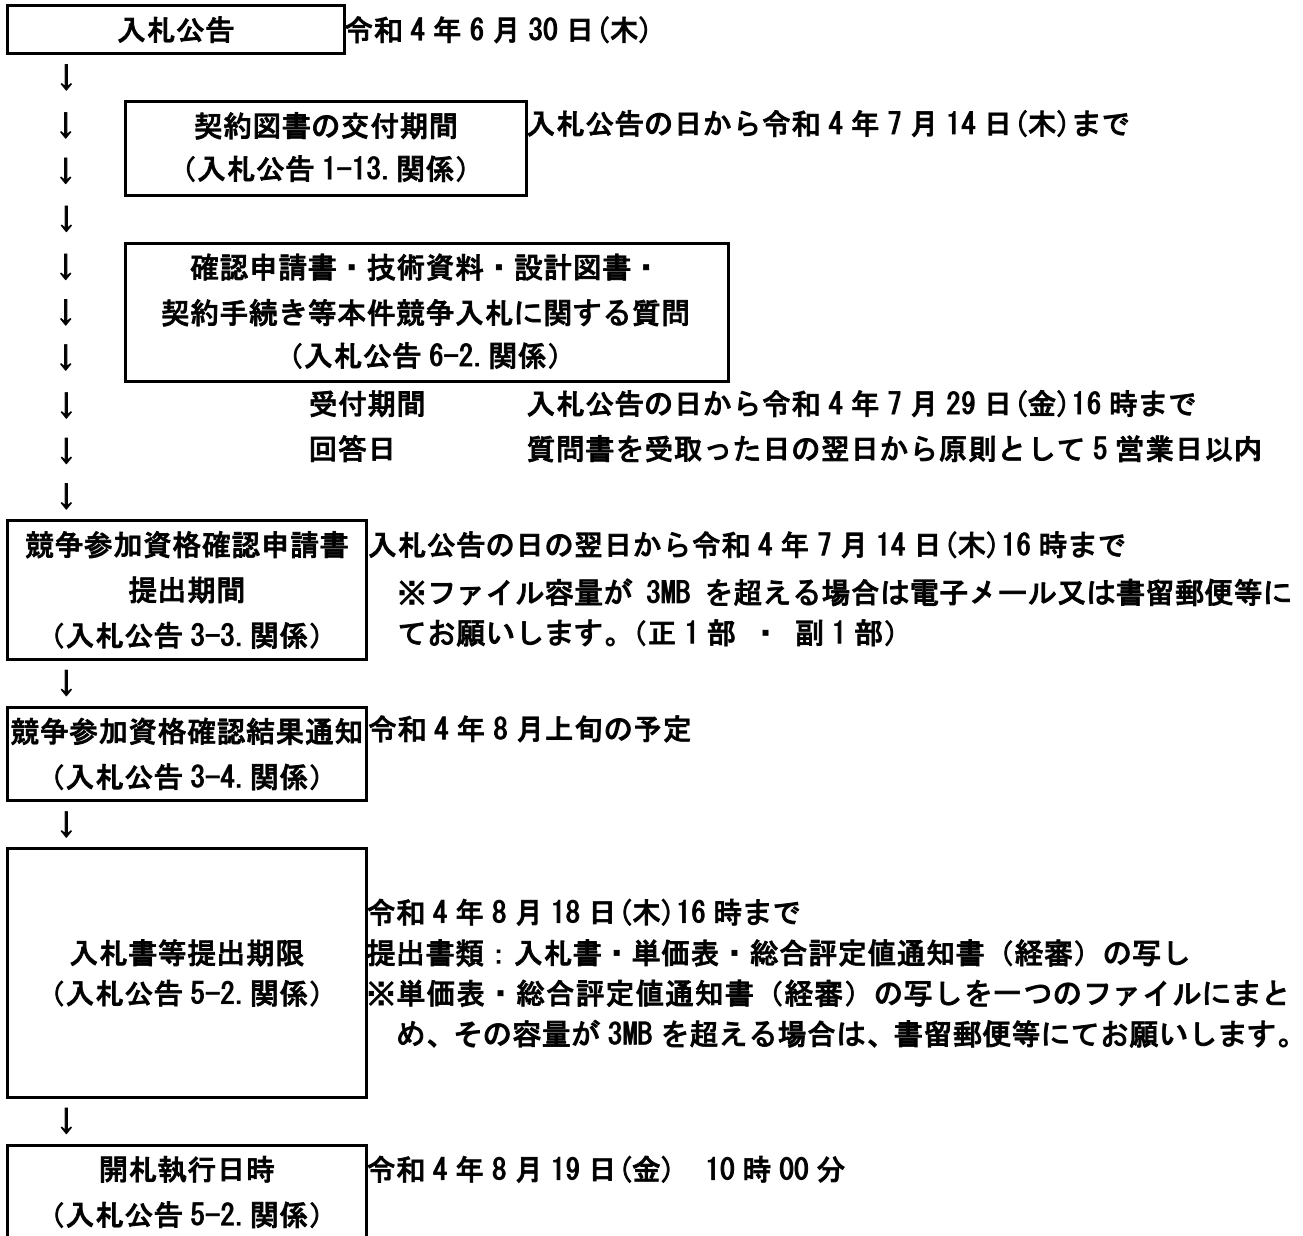 入札公告 令和4年6月30日(木)
↓
↓ 契約図書の交付期間 入札公告の日から令和4年7月14日(木)まで
↓ (入札公告1-13.関係)
↓
↓ 確認申請書・技術資料・設計図書・
↓ 契約手続き等本件競争入札に関する質問
↓ (入札公告6-2.関係)
↓ 受付期間 入札公告の日から令和4年7月29日(金)16時まで
↓ 回答日 質問書を受取った日の翌日から原則として5営業日以内
↓
競争参加資格確認申請書 入札公告の日の翌日から令和4年7月14日(木)16時まで
提出期間 ※ファイル容量が 3MB を超える場合は電子メール又は書留郵便等に
(入札公告3-3.関係) てお願いします。(正1部 ・ 副1部)
↓
競争参加資格確認結果通知 令和4年8月上旬の予定
(入札公告3-4.関係)
↓
令和4年8月18日(木)16時まで
入札書等提出期限 提出書類:入札書・単価表・総合評定値通知書(経審)の写し
(入札公告5-2.関係) ※単価表・総合評定値通知書(経審)の写しを一つのファイルにまと
め、その容量が3MBを超える場合は、書留郵便等にてお願いします。
↓
開札執行日時 令和4年8月19日(金) 10時00分
(入札公告5-2.関係)